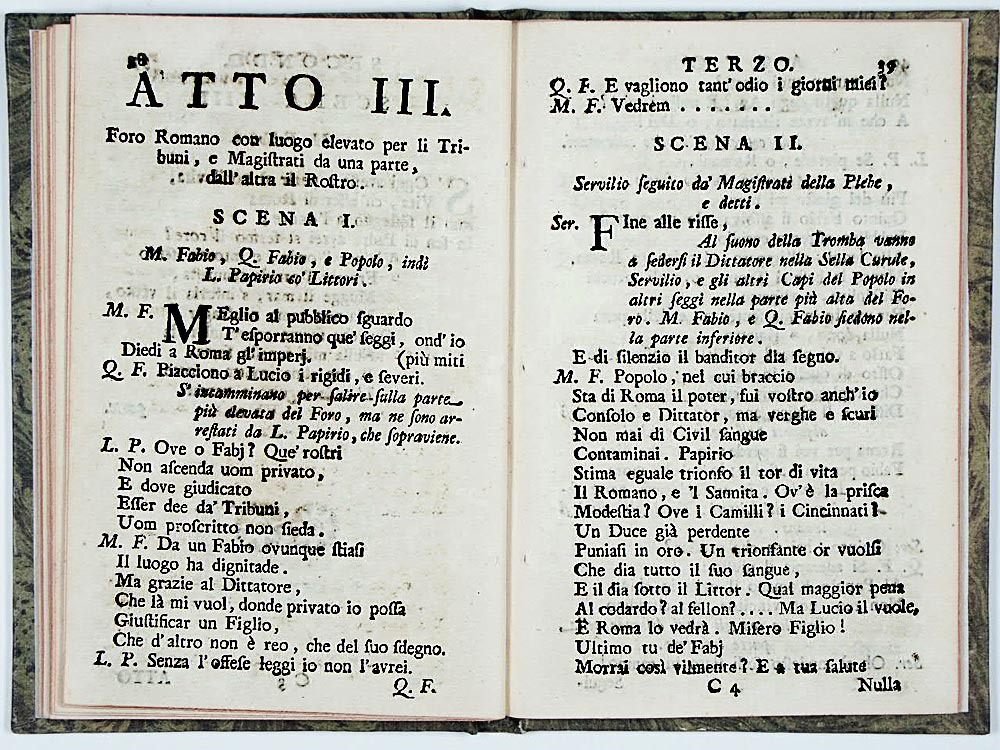 58
ATTO III.
Foro Romano con luogo elevato per li Tri-
buni, e Magiſtrati da una parte,
dall' altra il Roſtro.
SCENA I.
M. Fabio, Q. Fabio, e Popolo, indi
L. Papirio co' Littori.
M. F. MEglio al pubblico ſguardo
T' eſporranno que' ſeggi, ond' io
Diedi a Roma gl' imperj. (più miti
Q. F. Piacciono a Lucio i rigidi, e ſeveri.
S' incamminano per ſalire ſulla parte
più elevata del Foro, ma ne ſono ar-
reſtati da L. Papirio, che ſopraviene.
L. P. Ove o Fabj? Que' roſtri
Non aſcenda uom privato,
E dove giudicato
Eſſer dee da' Tribuni,
Uom proſcritto non ſieda.
M. F. Da un Fabio ovunque ſtiaſi
Il luogo ha dignitade.
Ma grazie al Dittatore,
Che là mi vuol, donde privato io poſſa
Giuſtificar un Figlio,
Che d' altro non è reo, che del ſuo ſdegno.
L. P. Senza l' offeſe leggi io non l' avrei.
Q. F.
TERZO. 59
Q. F. E vagliono tant' odio i giorni miei?
M. F. Vedrem . . . . . .
SCENA II.
Servilio ſeguito da' Magiſtrati della Plebe,
e detti.
Ser. FIne alle riſſe,
Al ſuono della Tromba vanno
a ſederſi il Dittatore nella Sella Curule,
Servilio, e gli altri Capi del Popolo in
altri ſeggi nella parte più alta del Fo-
ro. M. Fabio, e Q. Fabio ſiedono nel-
la parte inferiore.
E di ſilenzio il banditor dia ſegno.
M. F. Popolo, nel cui braccio
Sta di Roma il poter, fui voſtro anch' io
Conſolo e Dittator, ma verghe e ſcuri
Non mai di Civil ſangue
Contaminai. Papirio
Stima eguale trionfo il tor di vita
Il Romano, e 'l Sannita. Ov' è la priſca
Modeſtia? Ove i Camilli? i Cincinnati?
Un Duce già perdente
Puniaſi in oro. Un trionfante or vuolſi
Che dia tutto il ſuo ſangue,
E il dia ſotto il Littor. Qual maggior pena
Al codardo? al fellon? .... Ma Lucio il vuole,
E Roma lo vedrà. Miſero Figlio!
Ultimo tu de' Fabj
Morrai così vilmente? E a tua ſalute
C 4 Nulla